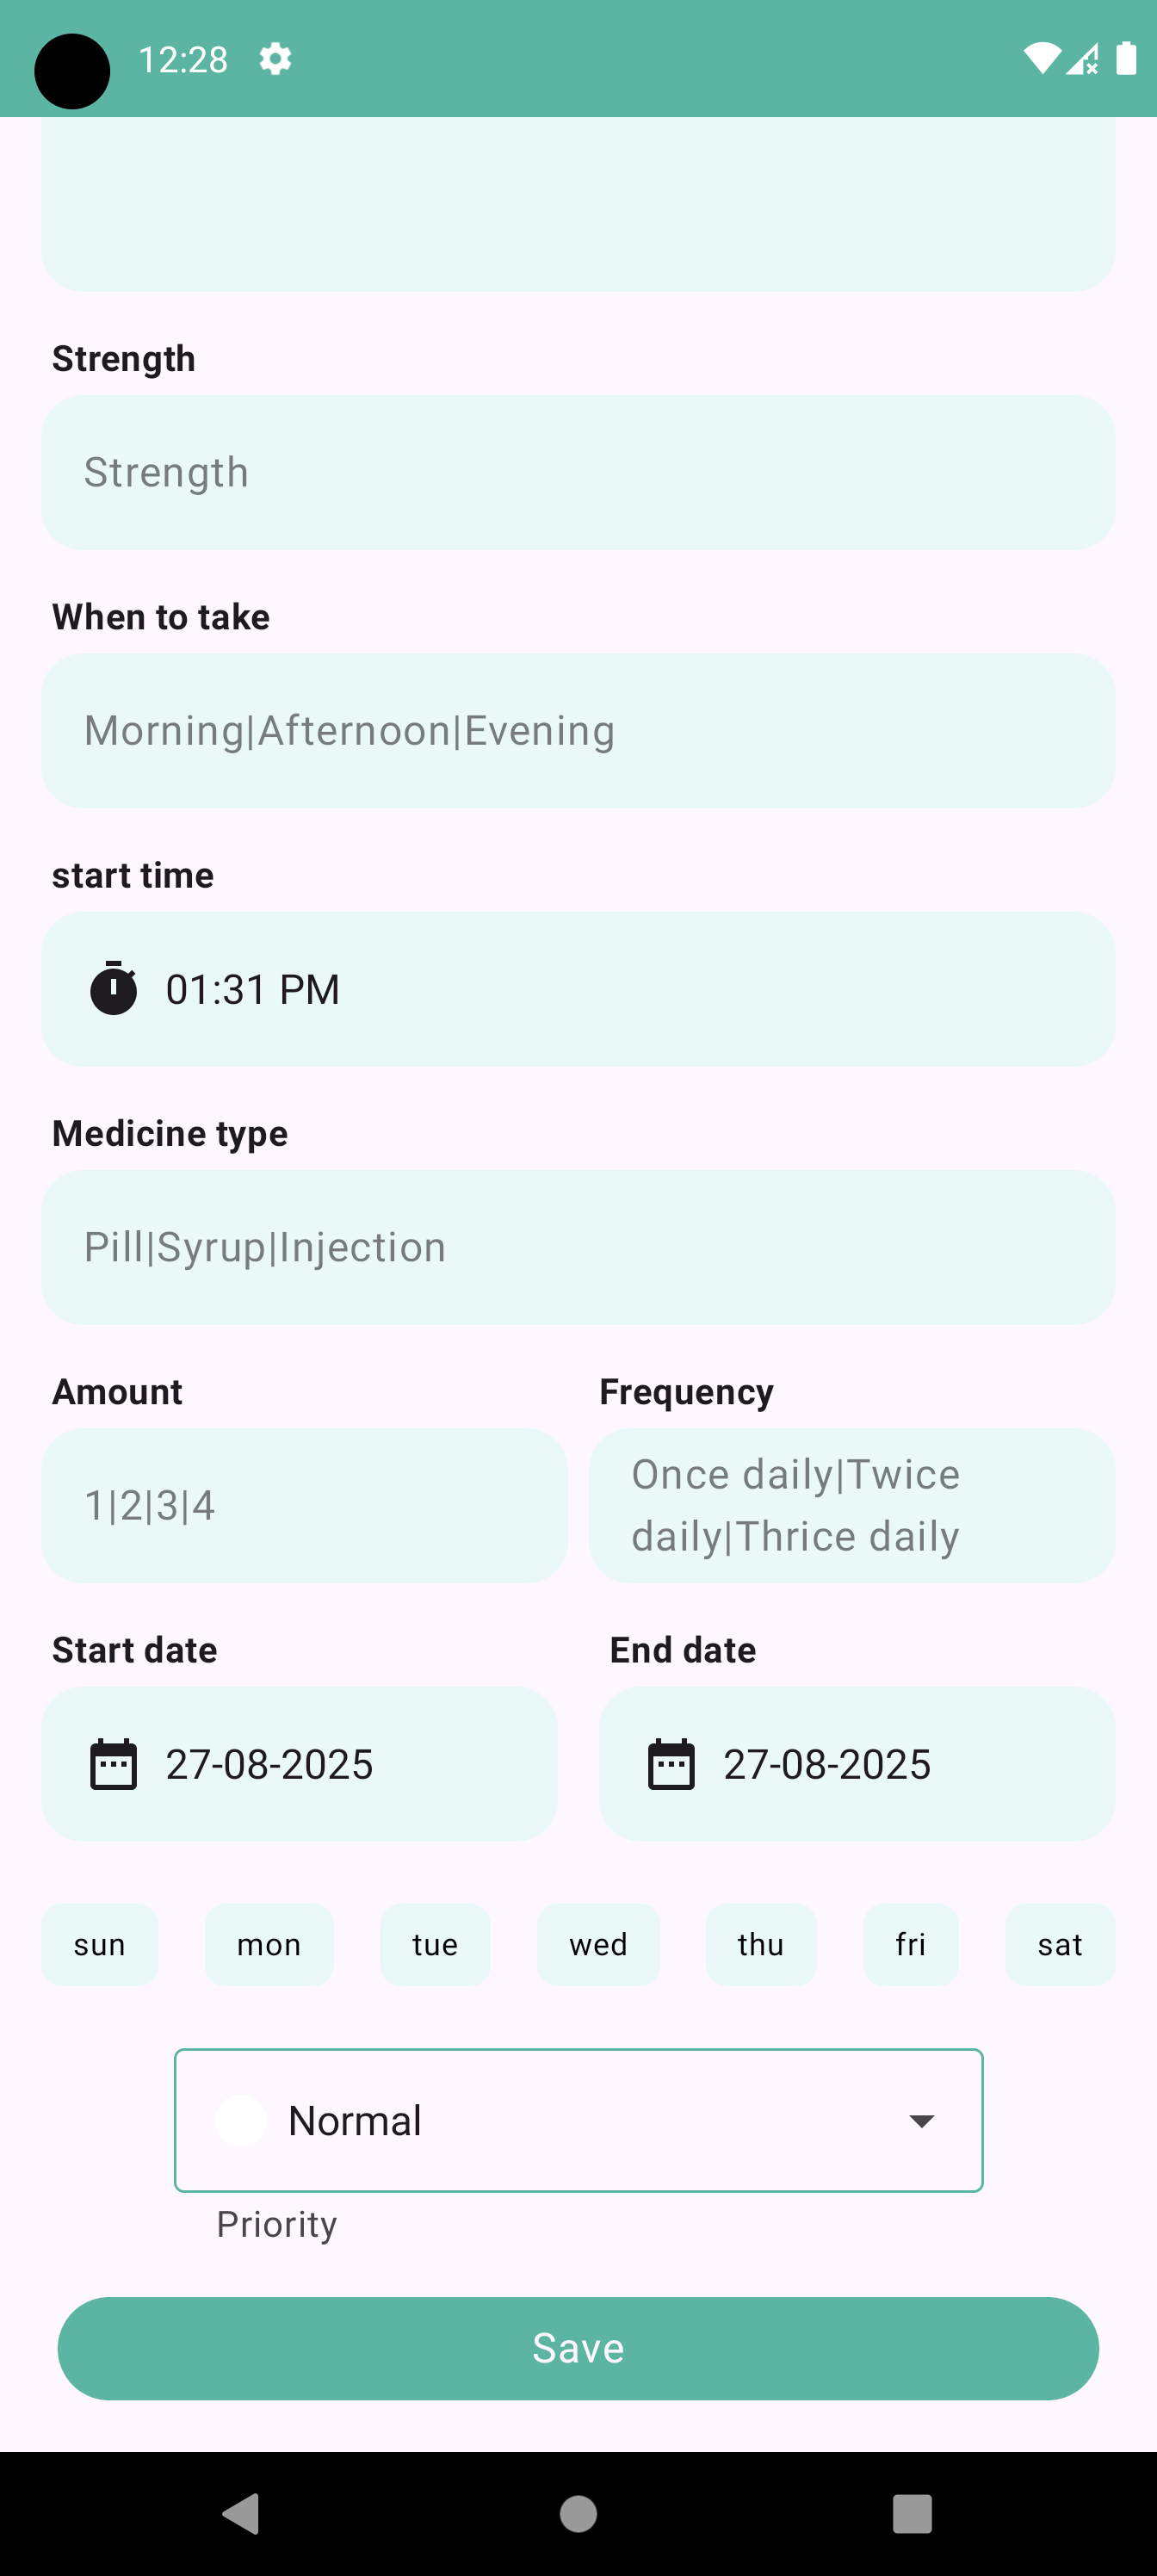 12:28
Strength
Strength
When to take
Morning|Afternoon|Evening
start time
01:31 PM
Medicine type
Pill|Syrup|Injection
Amount
Frequency
1|2|3|4
Once daily|Twice
daily|Thrice daily
Start date
End date
27-08-2025
27-08-2025
sun mon tue wed thu fri sat
Normal
Priority
Save